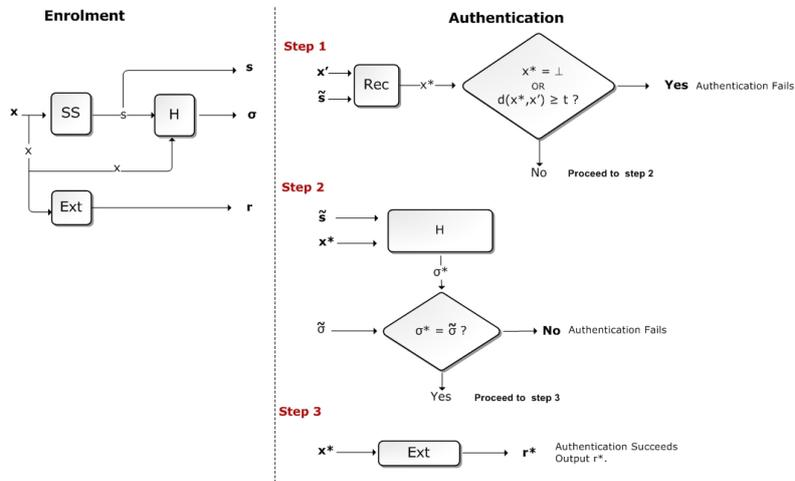 Enrolment
s
x
SS
s
H
σ
x
x
Ext
r
Authentication
Step 1
x′
s̃
Rec
x*
x* = ⊥
OR
d(x*,x′) ≥ t ?
Yes Authentication Fails
No Proceed to step 2
Step 2
s̃
x*
H
σ*
σ̃
σ* = σ̃ ?
No Authentication Fails
Yes Proceed to step 3
Step 3
x*
Ext
r*
Authentication Succeeds
Output r*.